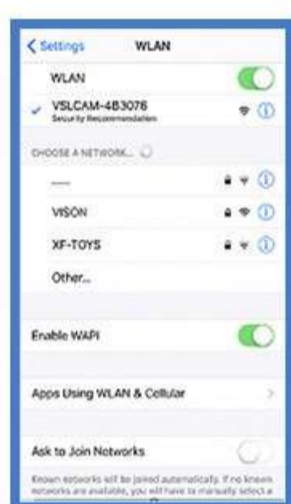 Settings WLAN
WLAN
VSLCAM-4B3076
Security Recommendation
CHOOSE A NETWORK...
VISON
XF-TOYS
Other...
Enable WAPI
Apps Using WLAN & Cellular
Ask to Join Networks
Known networks will be joined automatically. If no known
networks are available, you will have to manually select a